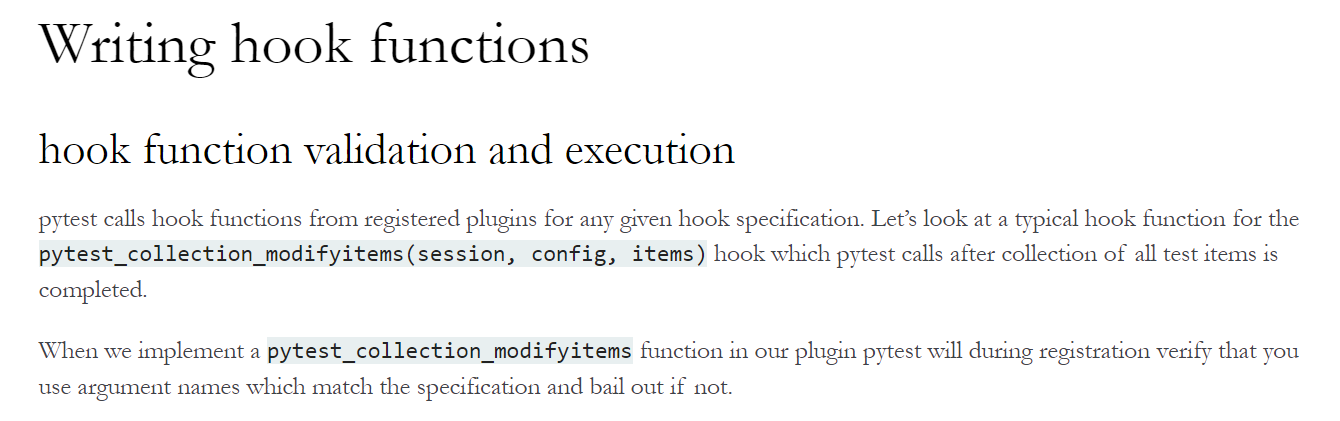 Writing hook functions
hook function validation and execution
pytest calls hook functions from registered plugins for any given hook specification. Let’s look at a typical hook function for the
pytest_collection_modifyitems(session, config, items) hook which pytest calls after collection of all test items is
completed.
When we implement a pytest_collection_modifyitems function in our plugin pytest will during registration verify that you
use argument names which match the specification and bail out if not.